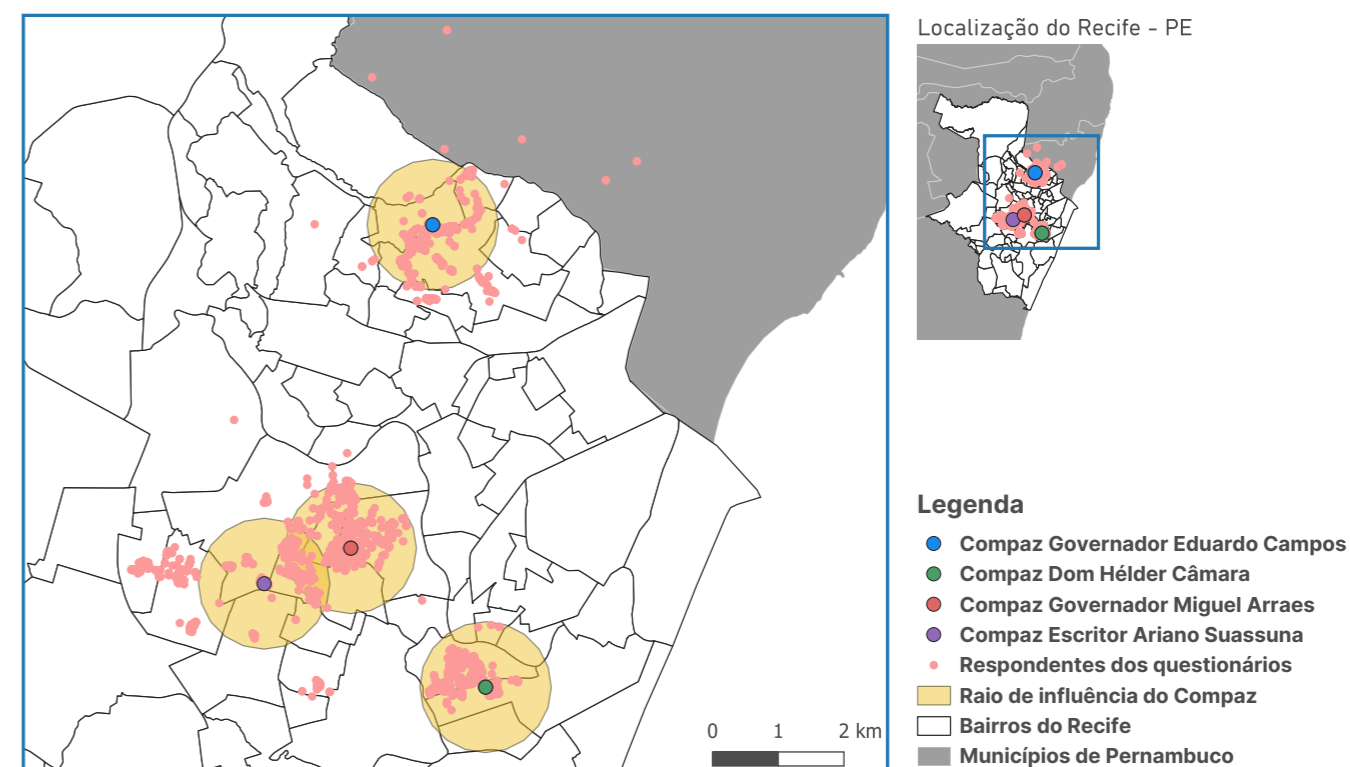 Localização do Recife - PE
Legenda
Compaz Governador Eduardo Campos
Compaz Dom Hélder Câmara
Compaz Governador Miguel Arraes
Compaz Escritor Ariano Suassuna
Respondentes dos questionários
Raio de influência do Compaz
Bairros do Recife
Municípios de Pernambuco
0 1 2 km